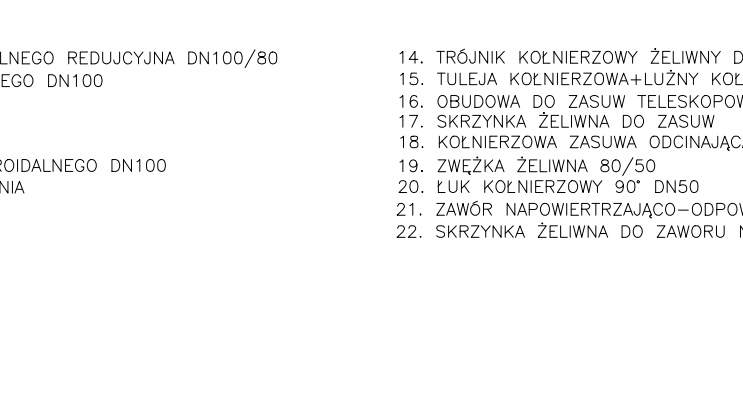 LNEGO REDUJCYJNA DN100/80
EGO DN100
ROIDALNEGO DN100
NIA
14. TRÓJNIK KOŁNIERZOWY ŻELIWNY D
15. TULEJA KOŁNIERZOWA+LUŻNY KOŁ
16. OBUDOWA DO ZASUW TELESKOPOW
17. SKRZYNKA ŻELIWNA DO ZASUW
18. KOŁNIERZOWA ZASUWA ODCINAJĄCA
19. ZWĘŻKA ŻELIWNA 80/50
20. ŁUK KOŁNIERZOWY 90° DN50
21. ZAWÓR NAPOWIERTRZAJĄCO-ODPOW
22. SKRZYNKA ŻELIWNA DO ZAWORU N